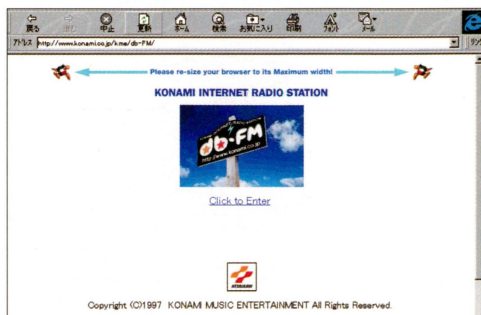 戻る 進む 中止 更新 ホーム 検索 お気に入り 印刷 フォント メール
アドレス http://www.konami.co.jp/kme/db-FM/
Please re-size your browser to its Maximum width!
KONAMI INTERNET RADIO STATION
db-FM
http://www.konami.co.jp
Click to Enter
KONAMI
Copyright (C)1997 KONAMI MUSIC ENTERTAINMENT All Rights Reserved.